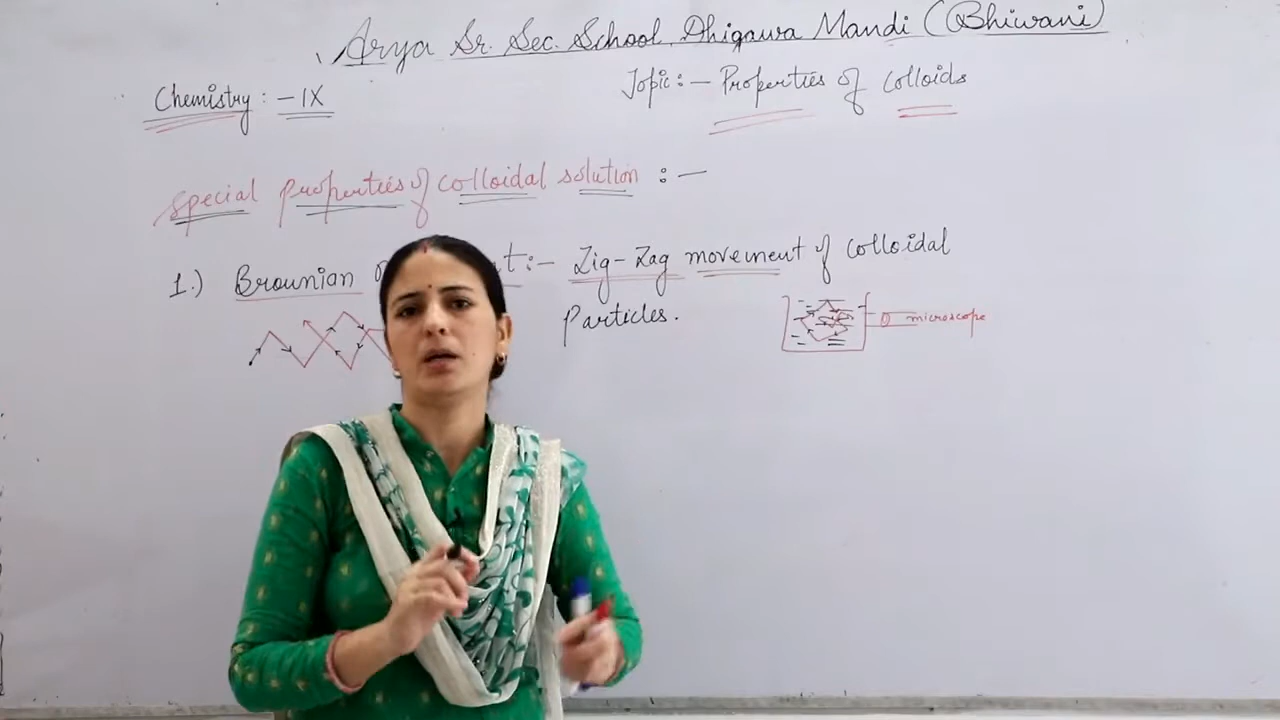 Arya Sr. Sec. School Dhigawa Mandi (Bhiwani)
Chemistry : - IX
Topic :- Properties of colloids
Special properties of colloidal solution :-
1.) Brownian :- Zig-Zag movement of colloidal
Particles.
microscope